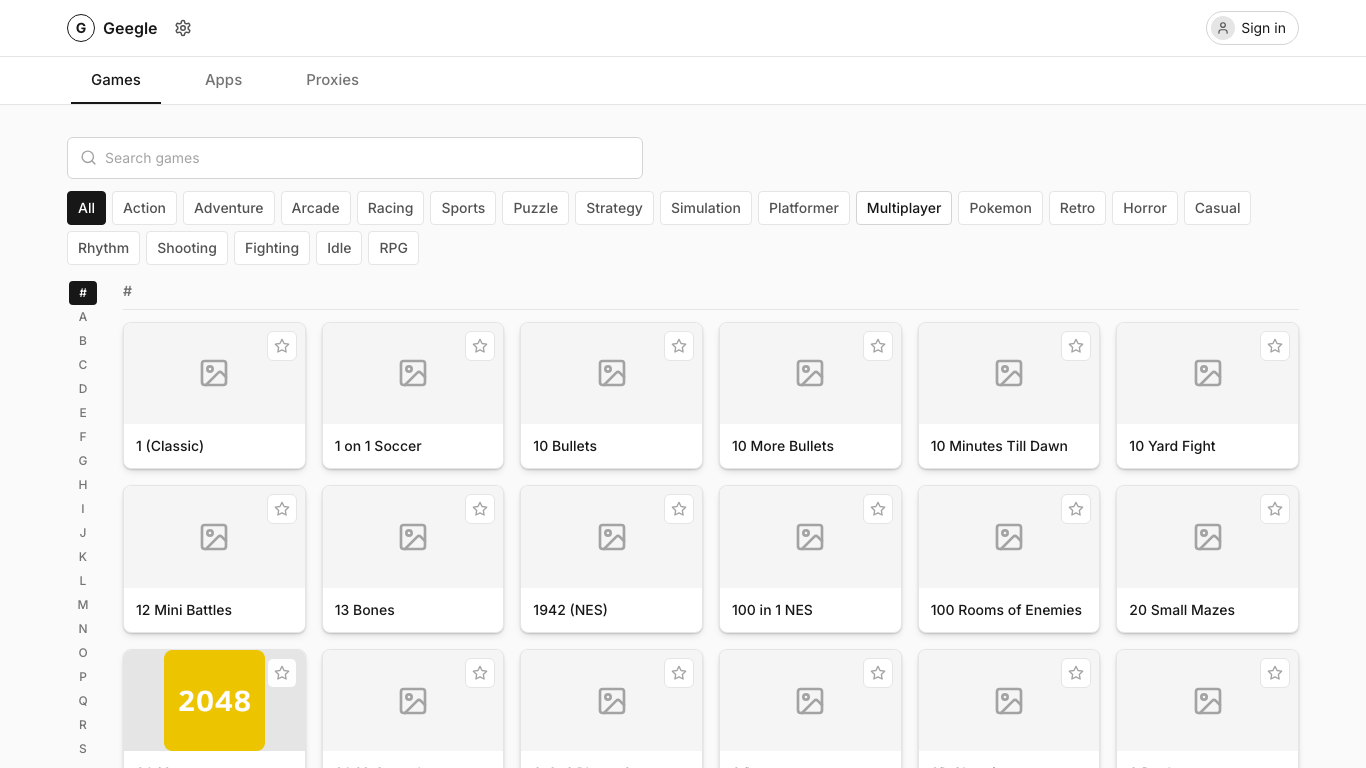 G Geegle
Sign in
Games Apps Proxies
Search games
All Action Adventure Arcade Racing Sports Puzzle Strategy Simulation Platformer Multiplayer Pokemon Retro Horror Casual
Rhythm Shooting Fighting Idle RPG
# #
A
B
C
D
E
F
G
H
I
J
K
L
M
N
O
P
Q
R
S
1 (Classic) 1 on 1 Soccer 10 Bullets 10 More Bullets 10 Minutes Till Dawn 10 Yard Fight
12 Mini Battles 13 Bones 1942 (NES) 100 in 1 NES 100 Rooms of Enemies 20 Small Mazes
2048